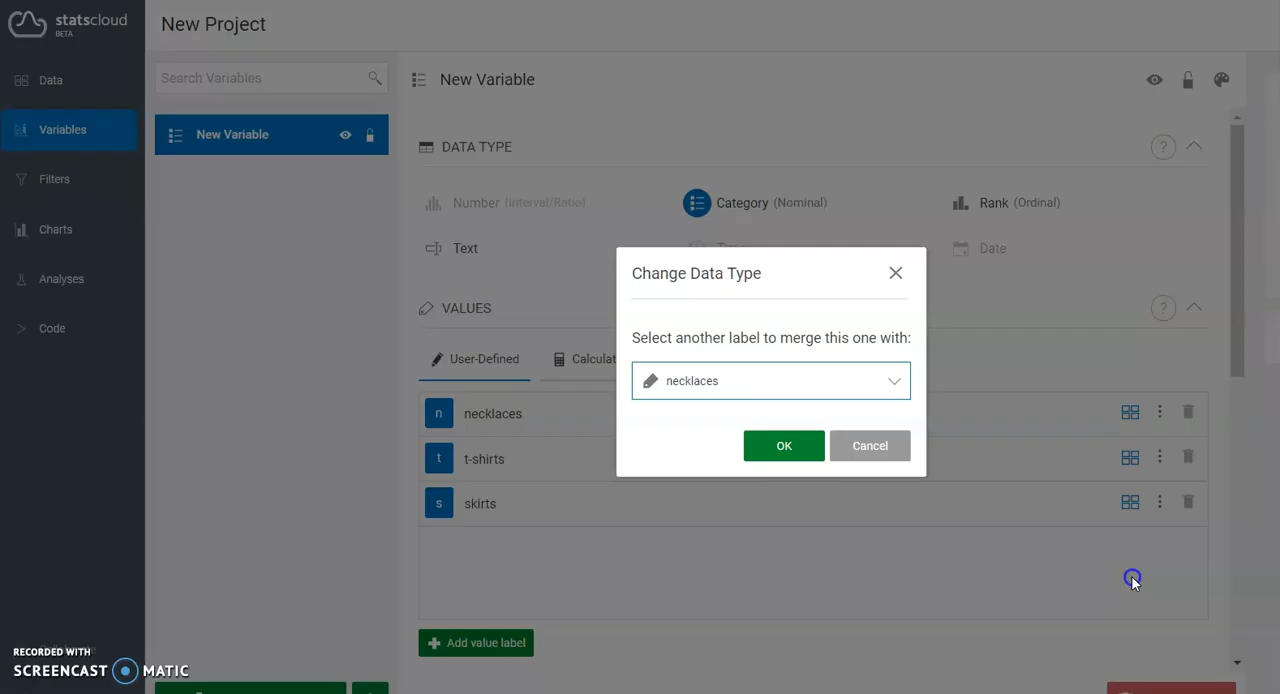 statscloud
BETA
New Project
Data
Variables
Filters
Charts
Analyses
Code
Search Variables
New Variable
New Variable
DATA TYPE
?
Number (Interval/Ratio)
Category (Nominal)
Rank (Ordinal)
Text
Date
VALUES
?
User-Defined
Calculat
n necklaces
t t-shirts
s skirts
Add value label
Change Data Type
Select another label to merge this one with:
necklaces
OK
Cancel
RECORDED WITH
SCREENCAST MATIC